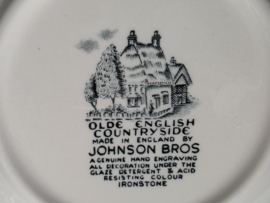 OLDE ENGLISH
COUNTRYSIDE
MADE IN ENGLAND BY
JOHNSON BROS
A GENUINE HAND ENGRAVING
ALL DECORATION UNDER THE
GLAZE DETERGENT & ACID
RESISTING COLOUR
IRONSTONE